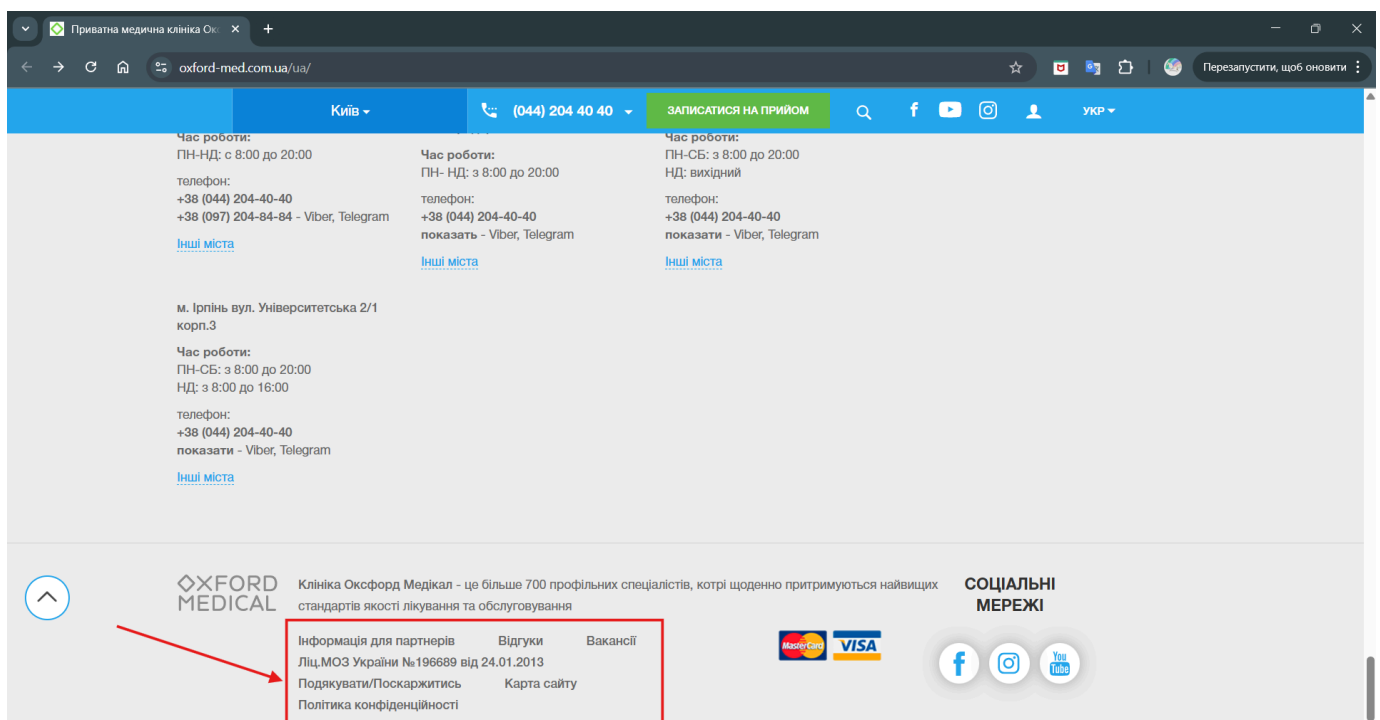 Приватна медична клініка Окс
oxford-med.com.ua/ua/
Перезапустити, щоб оновити
Київ
(044) 204 40 40
ЗАПИСАТИСЯ НА ПРИЙОМ
УКР
Час роботи:
ПН-НД: с 8:00 до 20:00
телефон:
+38 (044) 204-40-40
+38 (097) 204-84-84 - Viber, Telegram
Інші міста
Час роботи:
ПН- НД: з 8:00 до 20:00
телефон:
+38 (044) 204-40-40
показать - Viber, Telegram
Інші міста
Час роботи:
ПН-СБ: з 8:00 до 20:00
НД: вихідний
телефон:
+38 (044) 204-40-40
показати - Viber, Telegram
Інші міста
м. Ірпінь вул. Університетська 2/1
корп.3
Час роботи:
ПН-СБ: з 8:00 до 20:00
НД: з 8:00 до 16:00
телефон:
+38 (044) 204-40-40
показати - Viber, Telegram
Інші міста
OXFORD
MEDICAL
Клініка Оксфорд Медікал - це більше 700 профільних спеціалістів, котрі щоденно притримуються найвищих
стандартів якості лікування та обслуговування
Інформація для партнерів Відгуки Вакансії
Ліц.МОЗ України №196689 від 24.01.2013
Подякувати/Поскаржитись Карта сайту
Політика конфіденційності
MasterCard
VISA
СОЦІАЛЬНІ
МЕРЕЖІ
You
Tube